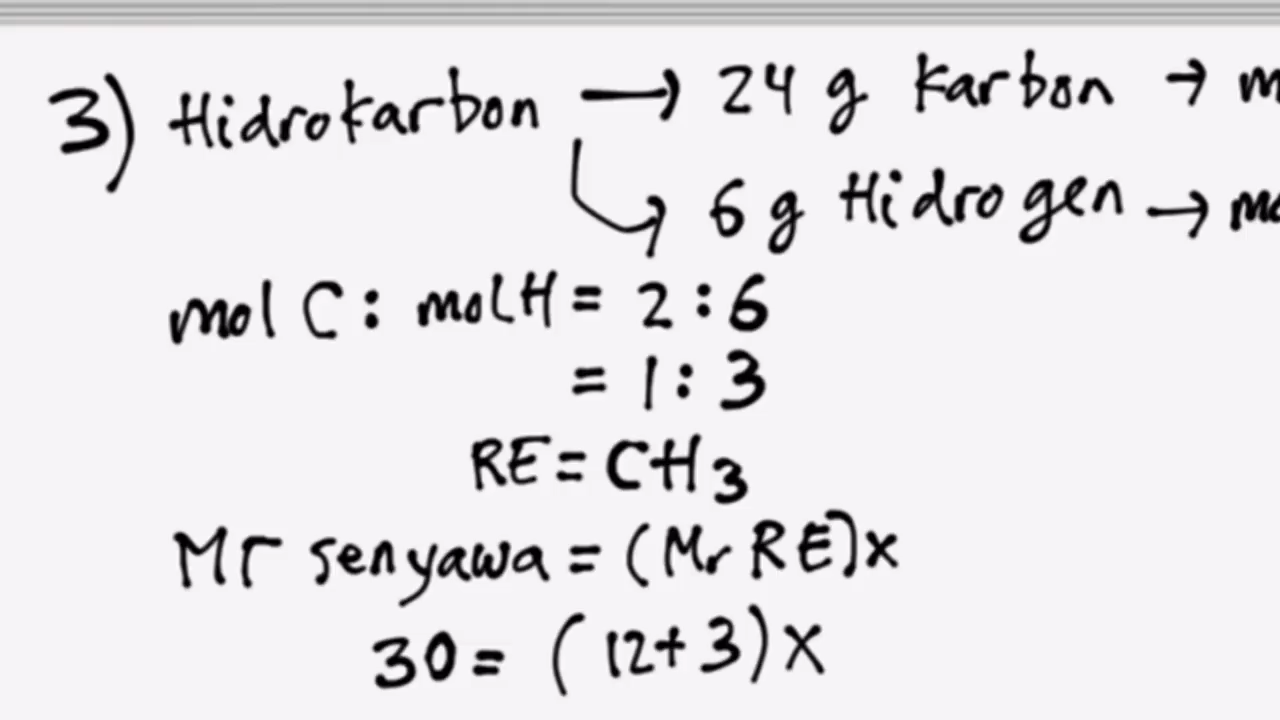 3) Hidrokarbon → 24 g Karbon →
↳ 6 g Hidrogen →
mol C : mol H = 2 : 6
= 1 : 3
RE = CH₃
Mr senyawa = (Mr RE)x
30 = (12+3)x